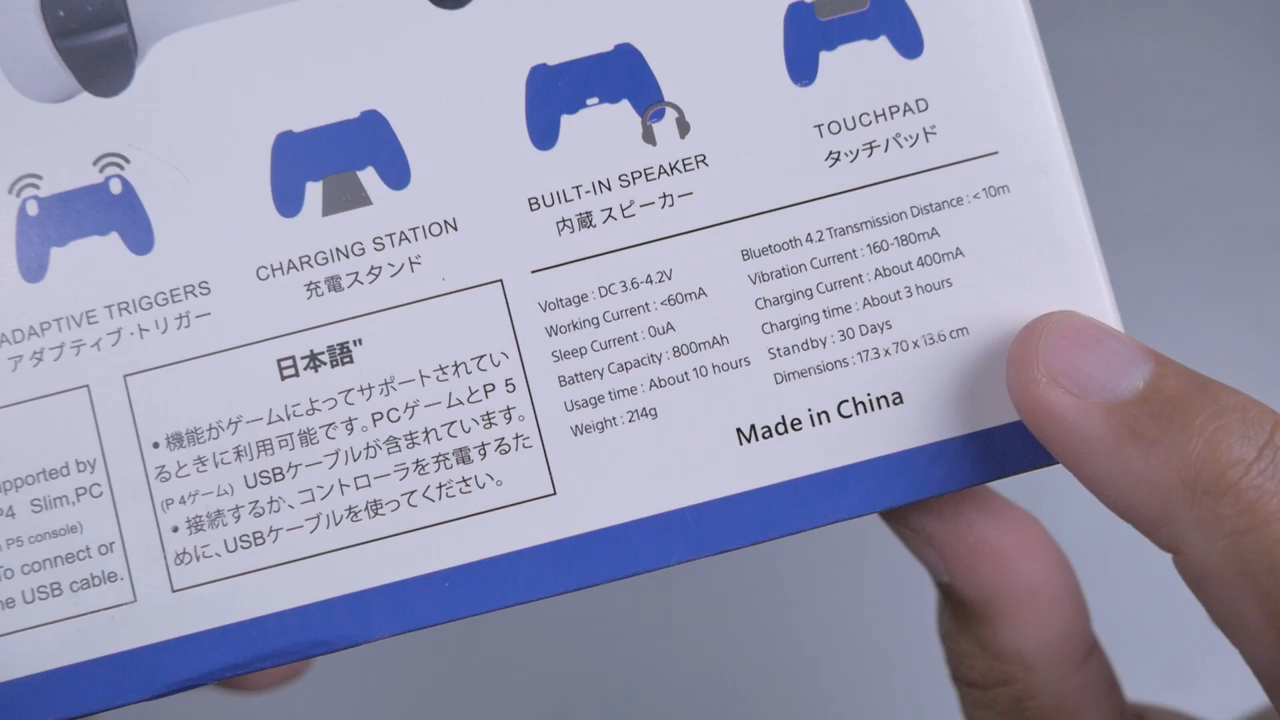 ADAPTIVE TRIGGERS
アダプティブ・トリガー
CHARGING STATION
充電スタンド
BUILT-IN SPEAKER
内蔵 スピーカー
TOUCHPAD
タッチパッド
pported by
P4 Slim,PC
P5 console)
To connect or
USB cable.
日本語"
• 機能がゲームによってサポートされてい
るときに利用可能です。PCゲームとP 5
(P 4ゲーム) USBケーブルが含まれています。
• 接続するか、コントローラを充電するた
めに、USBケーブルを使ってください。
Voltage : DC 3.6-4.2V
Working Current : <60mA
Sleep Current : 0uA
Battery Capacity : 800mAh
Usage time : About 10 hours
Weight : 214g
Bluetooth 4.2 Transmission Distance : <10m
Vibration Current : 160-180mA
Charging Current : About 400mA
Charging time : About 3 hours
Standby : 30 Days
Dimensions : 17.3 x 70 x 13.6 cm
Made in China